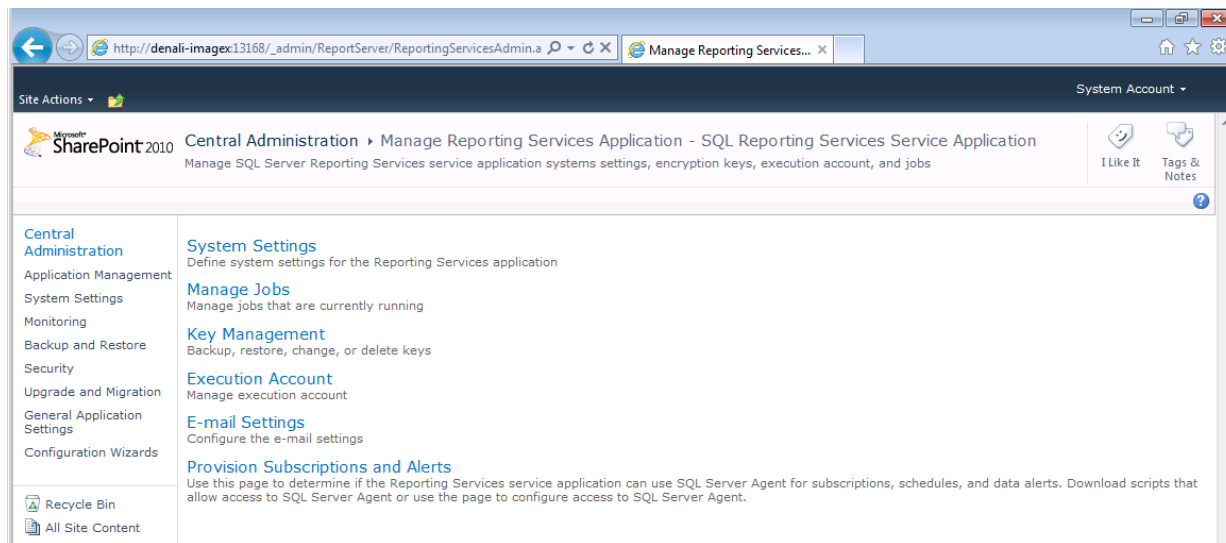 http://denali-imagex:13168/_admin/ReportServer/ReportingServicesAdmin.a
Manage Reporting Services...
Site Actions
System Account
Microsoft
SharePoint 2010
Central Administration ▸ Manage Reporting Services Application - SQL Reporting Services Service Application
Manage SQL Server Reporting Services service application systems settings, encryption keys, execution account, and jobs
I Like It
Tags &
Notes
Central
Administration
Application Management
System Settings
Monitoring
Backup and Restore
Security
Upgrade and Migration
General Application
Settings
Configuration Wizards
Recycle Bin
All Site Content
System Settings
Define system settings for the Reporting Services application
Manage Jobs
Manage jobs that are currently running
Key Management
Backup, restore, change, or delete keys
Execution Account
Manage execution account
E-mail Settings
Configure the e-mail settings
Provision Subscriptions and Alerts
Use this page to determine if the Reporting Services service application can use SQL Server Agent for subscriptions, schedules, and data alerts. Download scripts that
allow access to SQL Server Agent or use the page to configure access to SQL Server Agent.